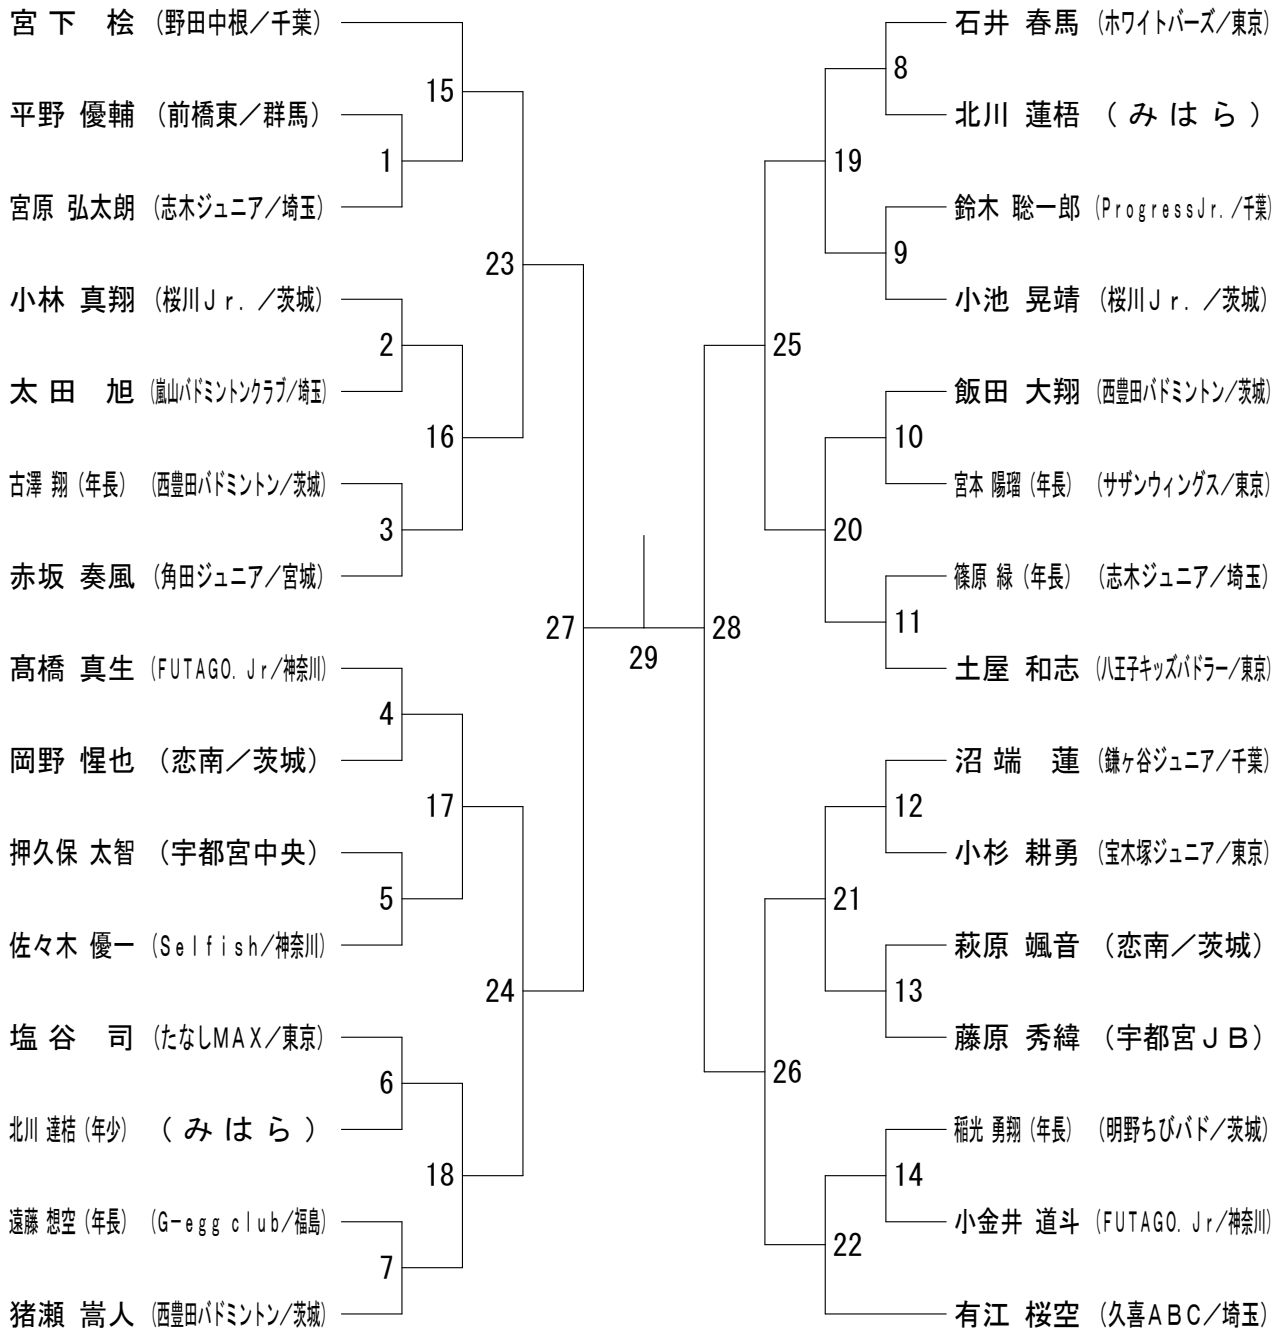 宮下 桧 (野田中根／千葉)
平野 優輔 (前橋東／群馬)
宮原 弘太朗 (志木ジュニア／埼玉)
小林 真翔 (桜川Ｊｒ．／茨城)
太田 旭 (嵐山バドミントンクラブ／埼玉)
古澤 翔 (年長) (西豊田バドミントン／茨城)
赤坂 奏風 (角田ジュニア／宮城)
髙橋 真生 (FUTAGO. Jr／神奈川)
岡野 惺也 (恋南／茨城)
押久保 太智 (宇都宮中央)
佐々木 優一 (Selfish／神奈川)
塩谷 司 (たなしMAX／東京)
北川 達桔 (年少) (みはら)
遠藤 想空 (年長) (G-egg club／福島)
猪瀬 嵩人 (西豊田バドミントン／茨城)
1
2
3
4
5
6
7
15
16
17
18
23
24
27
29
28
25
26
19
20
21
22
8
9
10
11
12
13
14
石井 春馬 (ホワイトバーズ／東京)
北川 蓮梧 (みはら)
鈴木 聡一郎 (ProgressJr.／千葉)
小池 晃靖 (桜川Ｊｒ．／茨城)
飯田 大翔 (西豊田バドミントン／茨城)
宮本 陽瑠 (年長) (サザンウィングス／東京)
篠原 緑 (年長) (志木ジュニア／埼玉)
土屋 和志 (八王子キッズバドラー／東京)
沼端 蓮 (鎌ヶ谷ジュニア／千葉)
小杉 耕勇 (宝木塚ジュニア／東京)
萩原 颯音 (恋南／茨城)
藤原 秀緯 (宇都宮ＪＢ)
稲光 勇翔 (年長) (明野ちびバド／茨城)
小金井 道斗 (FUTAGO. Jr／神奈川)
有江 桜空 (久喜ABC／埼玉)